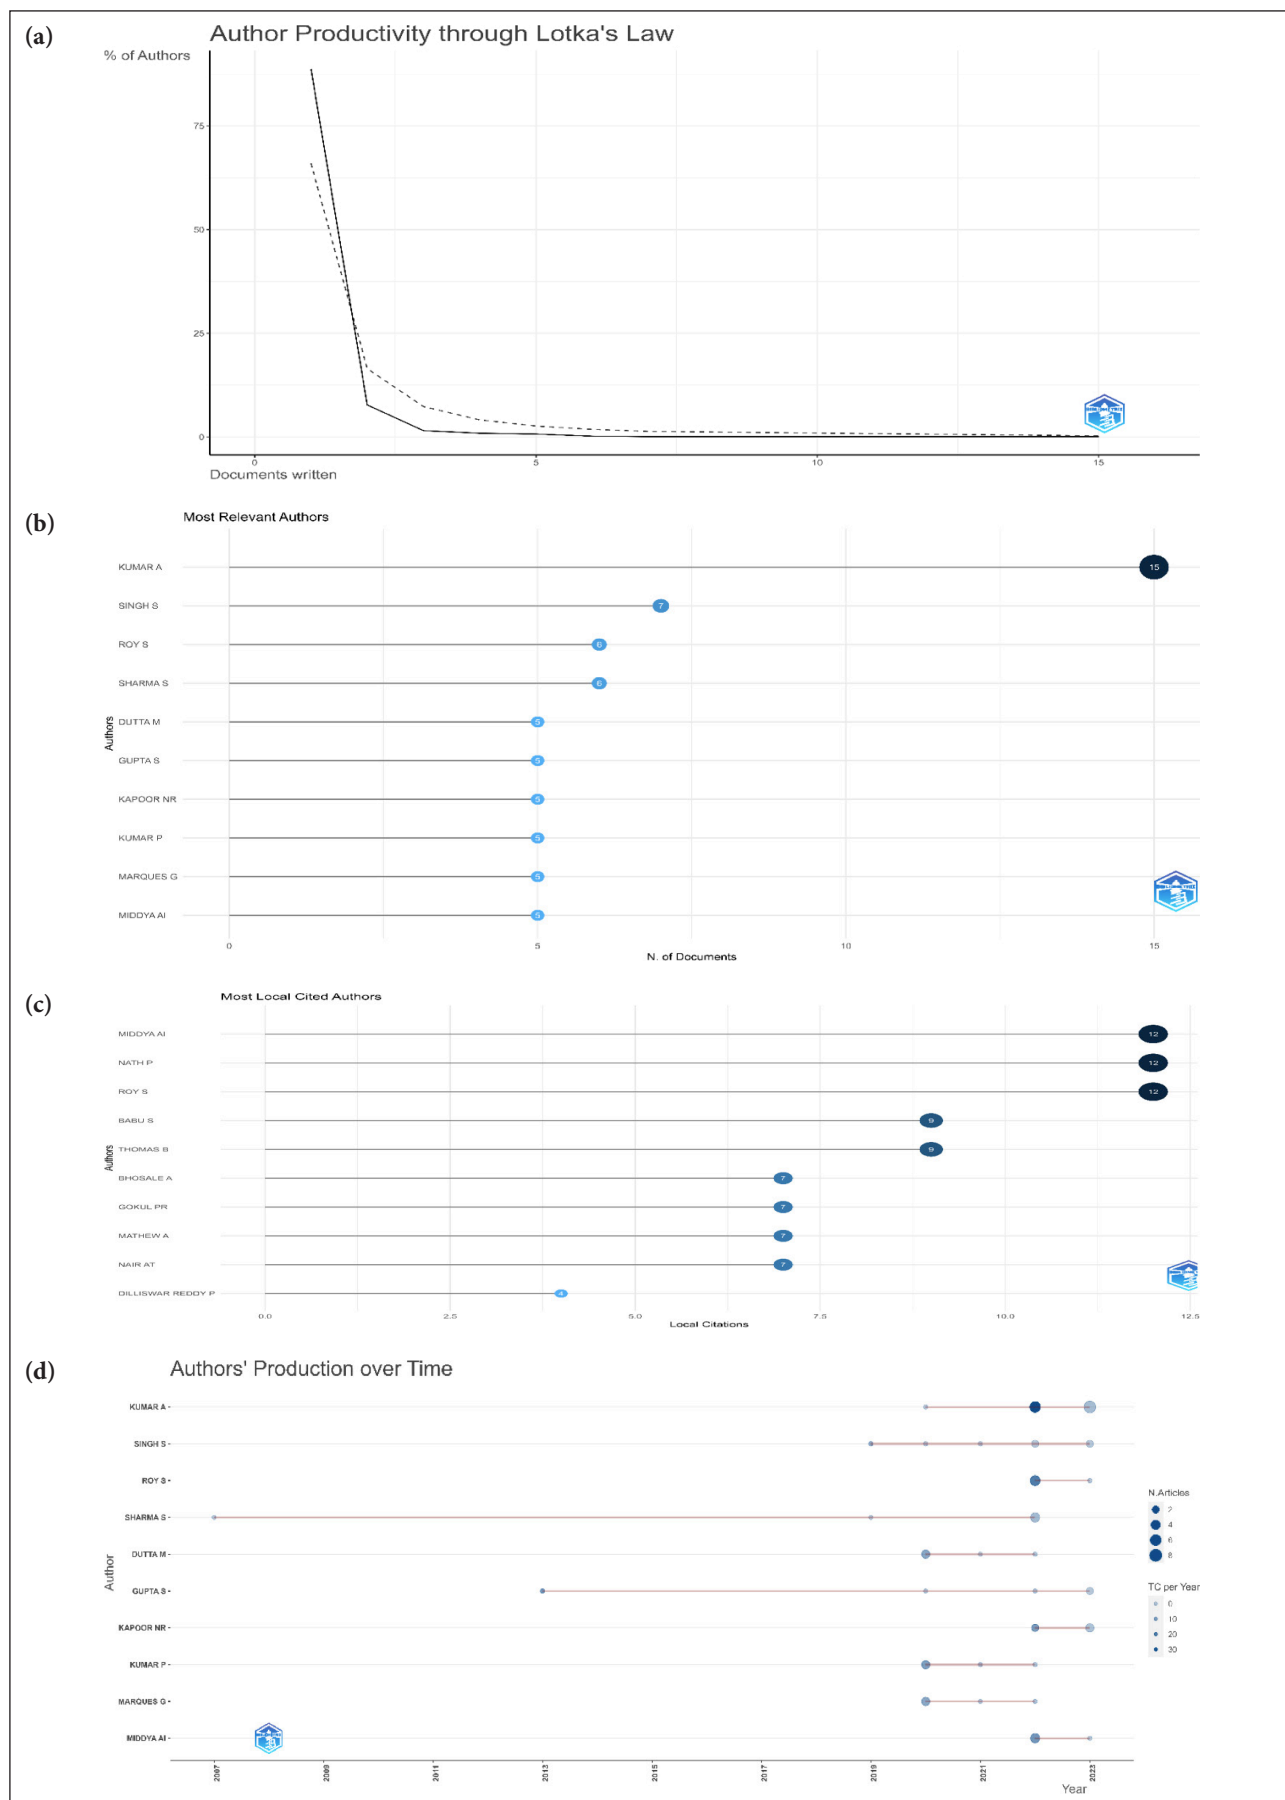 (a)
Author Productivity through Lotka's Law
% of Authors
75
50
25
0
0 5 10 15
Documents written
(b)
Most Relevant Authors
Authors
KUMAR A 15
SINGH S 7
ROY S 6
SHARMA S 6
DUTTA M 5
GUPTA S 5
KAPOOR NR 5
KUMAR P 5
MARQUES G 5
MIDDYA AI 5
0 5 10 15
N. of Documents
(c)
Most Local Cited Authors
Authors
MIDDYA AI 12
NATH P 12
ROY S 12
BABU S 9
THOMAS B 9
BHOSALE A 7
GOKUL PR 7
MATHEW A 7
NAIR AT 7
DILLISWAR REDDY P 4
0.0 2.5 5.0 7.5 10.0 12.5
Local Citations
(d)
Authors' Production over Time
Author
KUMAR A
SINGH S
ROY S
SHARMA S
DUTTA M
GUPTA S
KAPOOR NR
KUMAR P
MARQUES G
MIDDYA AI
N.Articles
2
4
6
8
TC per Year
0
10
20
30
2007 2009 2011 2013 2015 2017 2019 2021 2023
Year